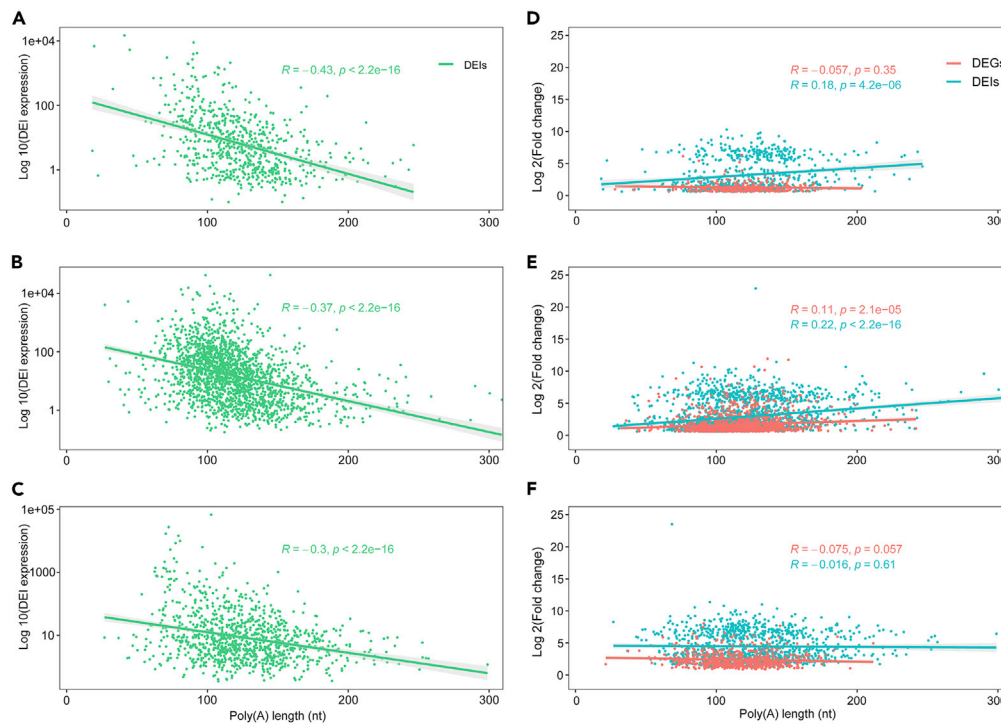 A
Log 10(DEI expression)
1e+04
100
1
0
100
200
300
R = −0.43, p < 2.2e−16
DEIs
B
Log 10(DEI expression)
1e+04
100
1
0
100
200
300
R = −0.37, p < 2.2e−16
C
Log 10(DEI expression)
1e+05
1000
10
0
100
200
300
R = −0.3, p < 2.2e−16
Poly(A) length (nt)
D
Log 2(Fold change)
25
20
15
10
5
0
0
100
200
300
R = −0.057, p = 0.35
R = 0.18, p = 4.2e−06
DEGs
DEIs
E
Log 2(Fold change)
25
20
15
10
5
0
0
100
200
300
R = 0.11, p = 2.1e−05
R = 0.22, p < 2.2e−16
F
Log 2(Fold change)
25
20
15
10
5
0
0
100
200
300
R = −0.075, p = 0.057
R = −0.016, p = 0.61
Poly(A) length (nt)